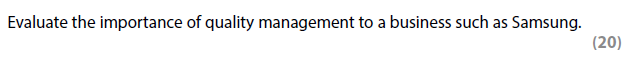 Evaluate the importance of quality management to a business such as Samsung.
(20)